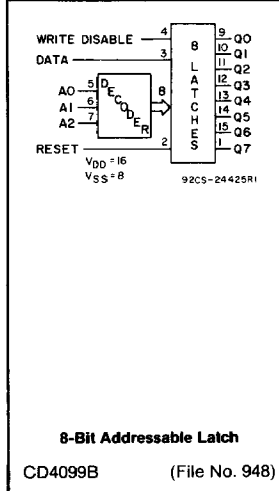 WRITE DISABLE 4
DATA 3
A0 5
A1 6
A2 7
DECODER
8
8 LATCHES
RESET 2
9 Q0
10 Q1
11 Q2
12 Q3
13 Q4
14 Q5
15 Q6
1 Q7
VDD = 16
VSS = 8
92CS-24425R1
8-Bit Addressable Latch
CD4099B (File No. 948)